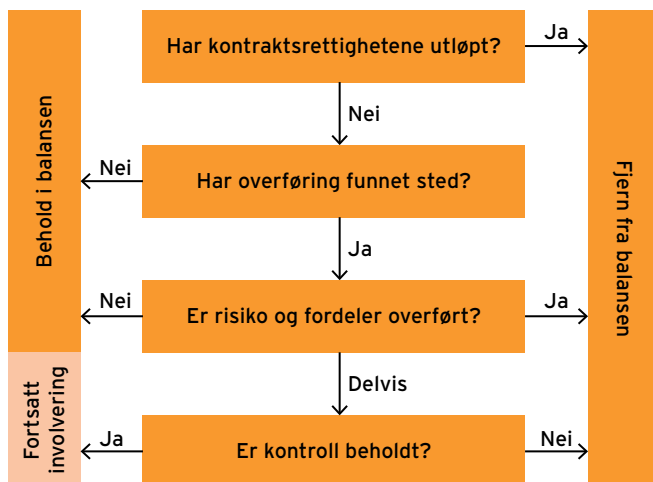 Har kontraktsrettighetene utløpt?
Ja
Nei
Nei
Har overføring funnet sted?
Ja
Nei
Er risiko og fordeler overført?
Ja
Delvis
Ja
Er kontroll beholdt?
Nei
Behold i balansen
Fortsatt
involvering
Fjern fra balansen